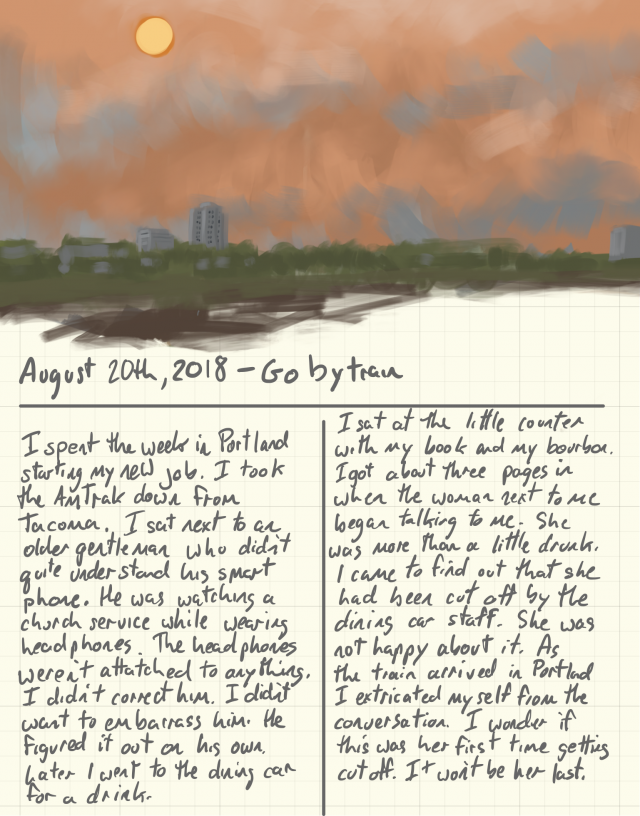 August 20th, 2018 - Go by train
I spent the week in Portland
starting my new job. I took
the AmTrak down from
Tacoma. I sat next to an
older gentleman who didn't
quite understand his smart
phone. He was watching a
church service while wearing
headphones. The headphones
weren't attatched to anything.
I didn't correct him. I didn't
want to embarrass him. He
figured it out on his own.
Later I went to the dining car
for a drink.
I sat at the little counter
with my book and my bourbon.
I got about three pages in
when the woman next to me
began talking to me. She
was more than a little drunk.
I came to find out that she
had been cut off by the
dining car staff. She was
not happy about it. As
the train arrived in Portlad
I extricated myself from the
conversation. I wonder if
this was her first time getting
cut off. It won't be her last.